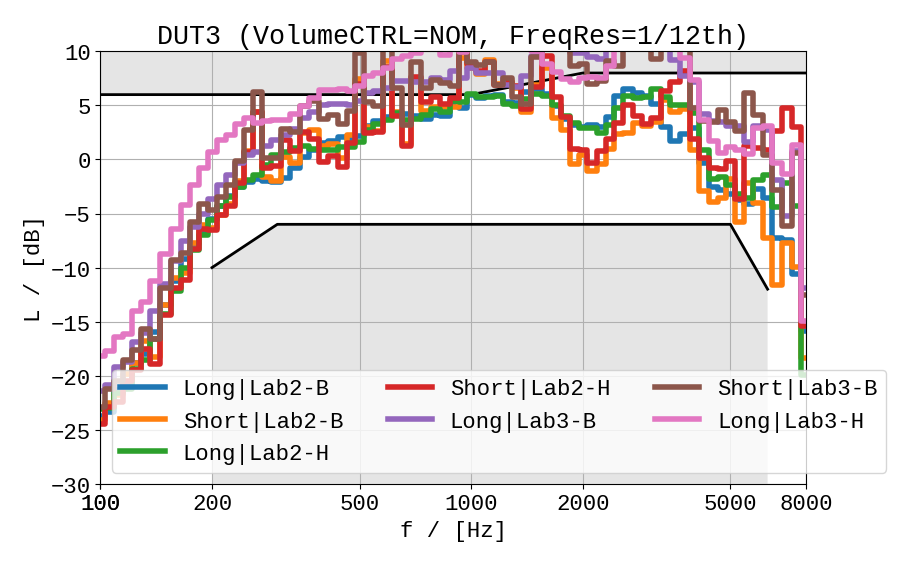 DUT3 (VolumeCTRL=NOM, FreqRes=1/12th)
10
5
0
−5
−10
−15
−20
−25
−30
L / [dB]
Long|Lab2-B
Short|Lab2-B
Long|Lab2-H
Short|Lab2-H
Long|Lab3-B
Short|Lab3-B
Long|Lab3-H
100 200 500 1000 2000 5000 8000
f / [Hz]